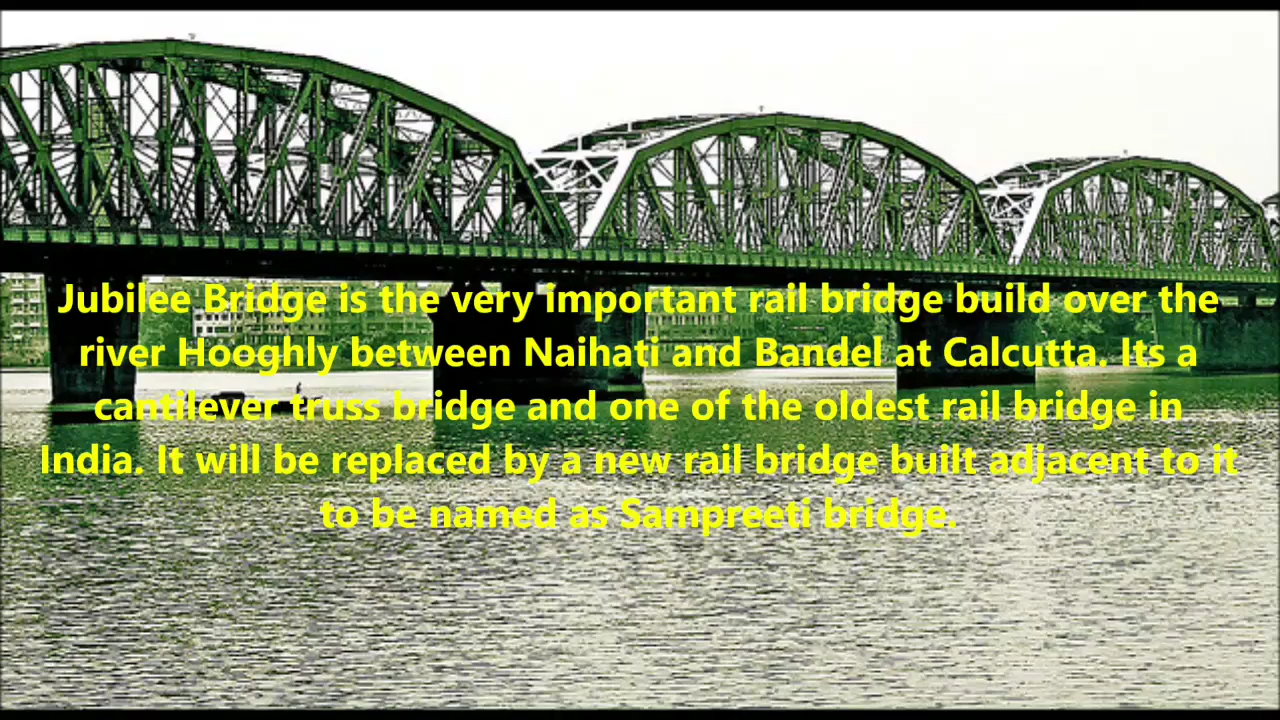 Jubilee Bridge is the very important rail bridge build over the
river Hooghly between Naihati and Bandel at Calcutta. Its a
cantilever truss bridge and one of the oldest rail bridge in
India. It will be replaced by a new rail bridge built adjacent to it
to be named as Sampreeti bridge.